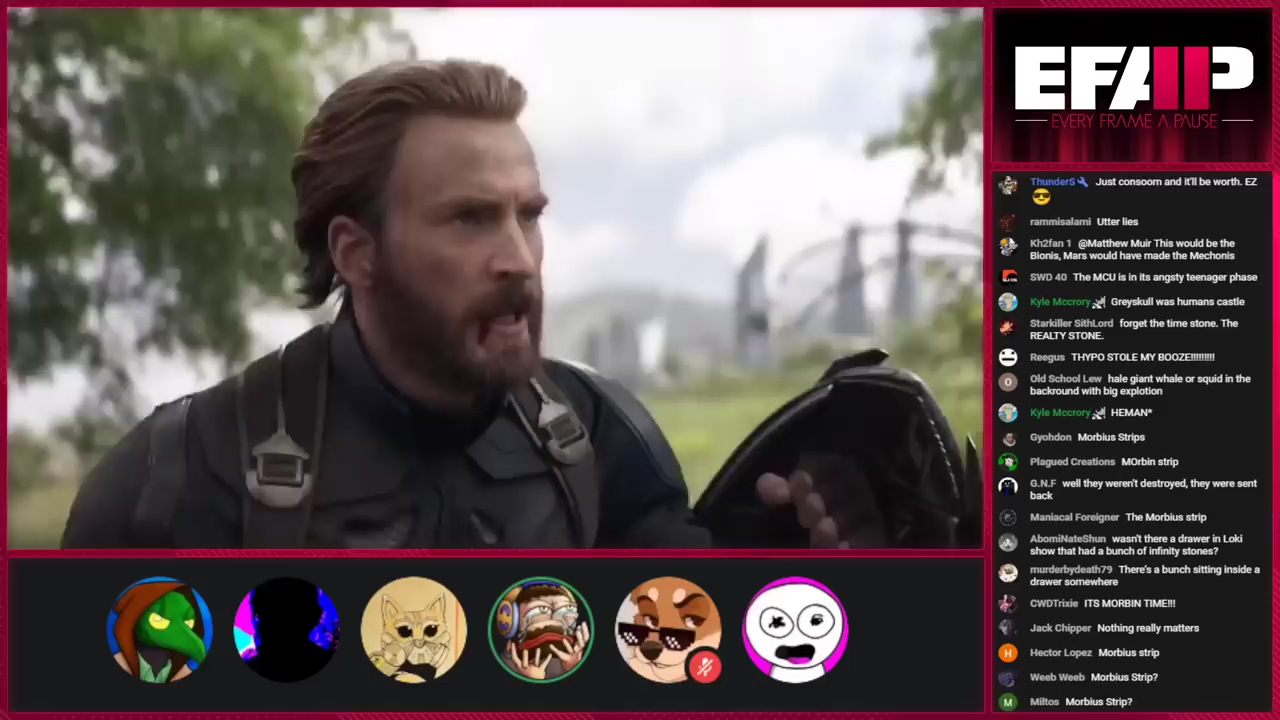 EFAP
EVERY FRAME A PAUSE
ThunderS Just consoom and it'll be worth. EZ
rammisalami Utter lies
Kh2fan 1 @Matthew Muir This would be the
Bionis, Mars would have made the Mechonis
SWD 40 The MCU is in its angsty teenager phase
Kyle Mccrory Greyskull was humans castle
Starkiller SithLord forget the time stone. The
REALTY STONE.
Reegus THYPO STOLE MY BOOZE!!!!!!!!!
O
Old School Lew hale giant whale or squid in the
backround with big explotion
Kyle Mccrory HEMAN*
Gyohdon Morbius Strips
Plagued Creations MOrbin strip
G.N.F well they weren't destroyed, they were sent
back
Maniacal Foreigner The Morbius strip
AbomiNateShun wasn't there a drawer in Loki
show that had a bunch of infinity stones?
murderbydeath79 There's a bunch sitting inside a
drawer somewhere
CWDTrixie ITS MORBIN TIME!!!
Jack Chipper Nothing really matters
H Hector Lopez Morbius strip
Weeb Weeb Morbius Strip?
M Miltos Morbius Strip?